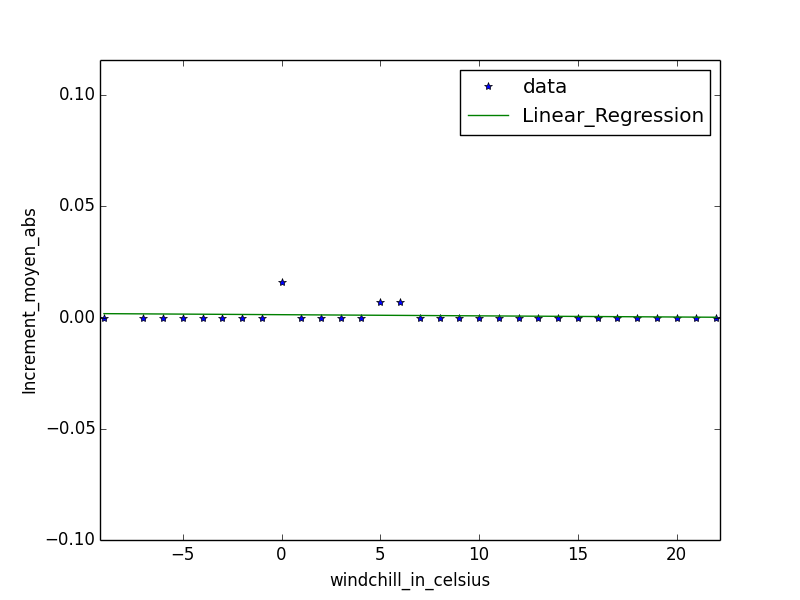 data
Linear_Regression
0.10
0.05
0.00
−0.05
−0.10
Increment_moyen_abs
−5 0 5 10 15 20
windchill_in_celsius